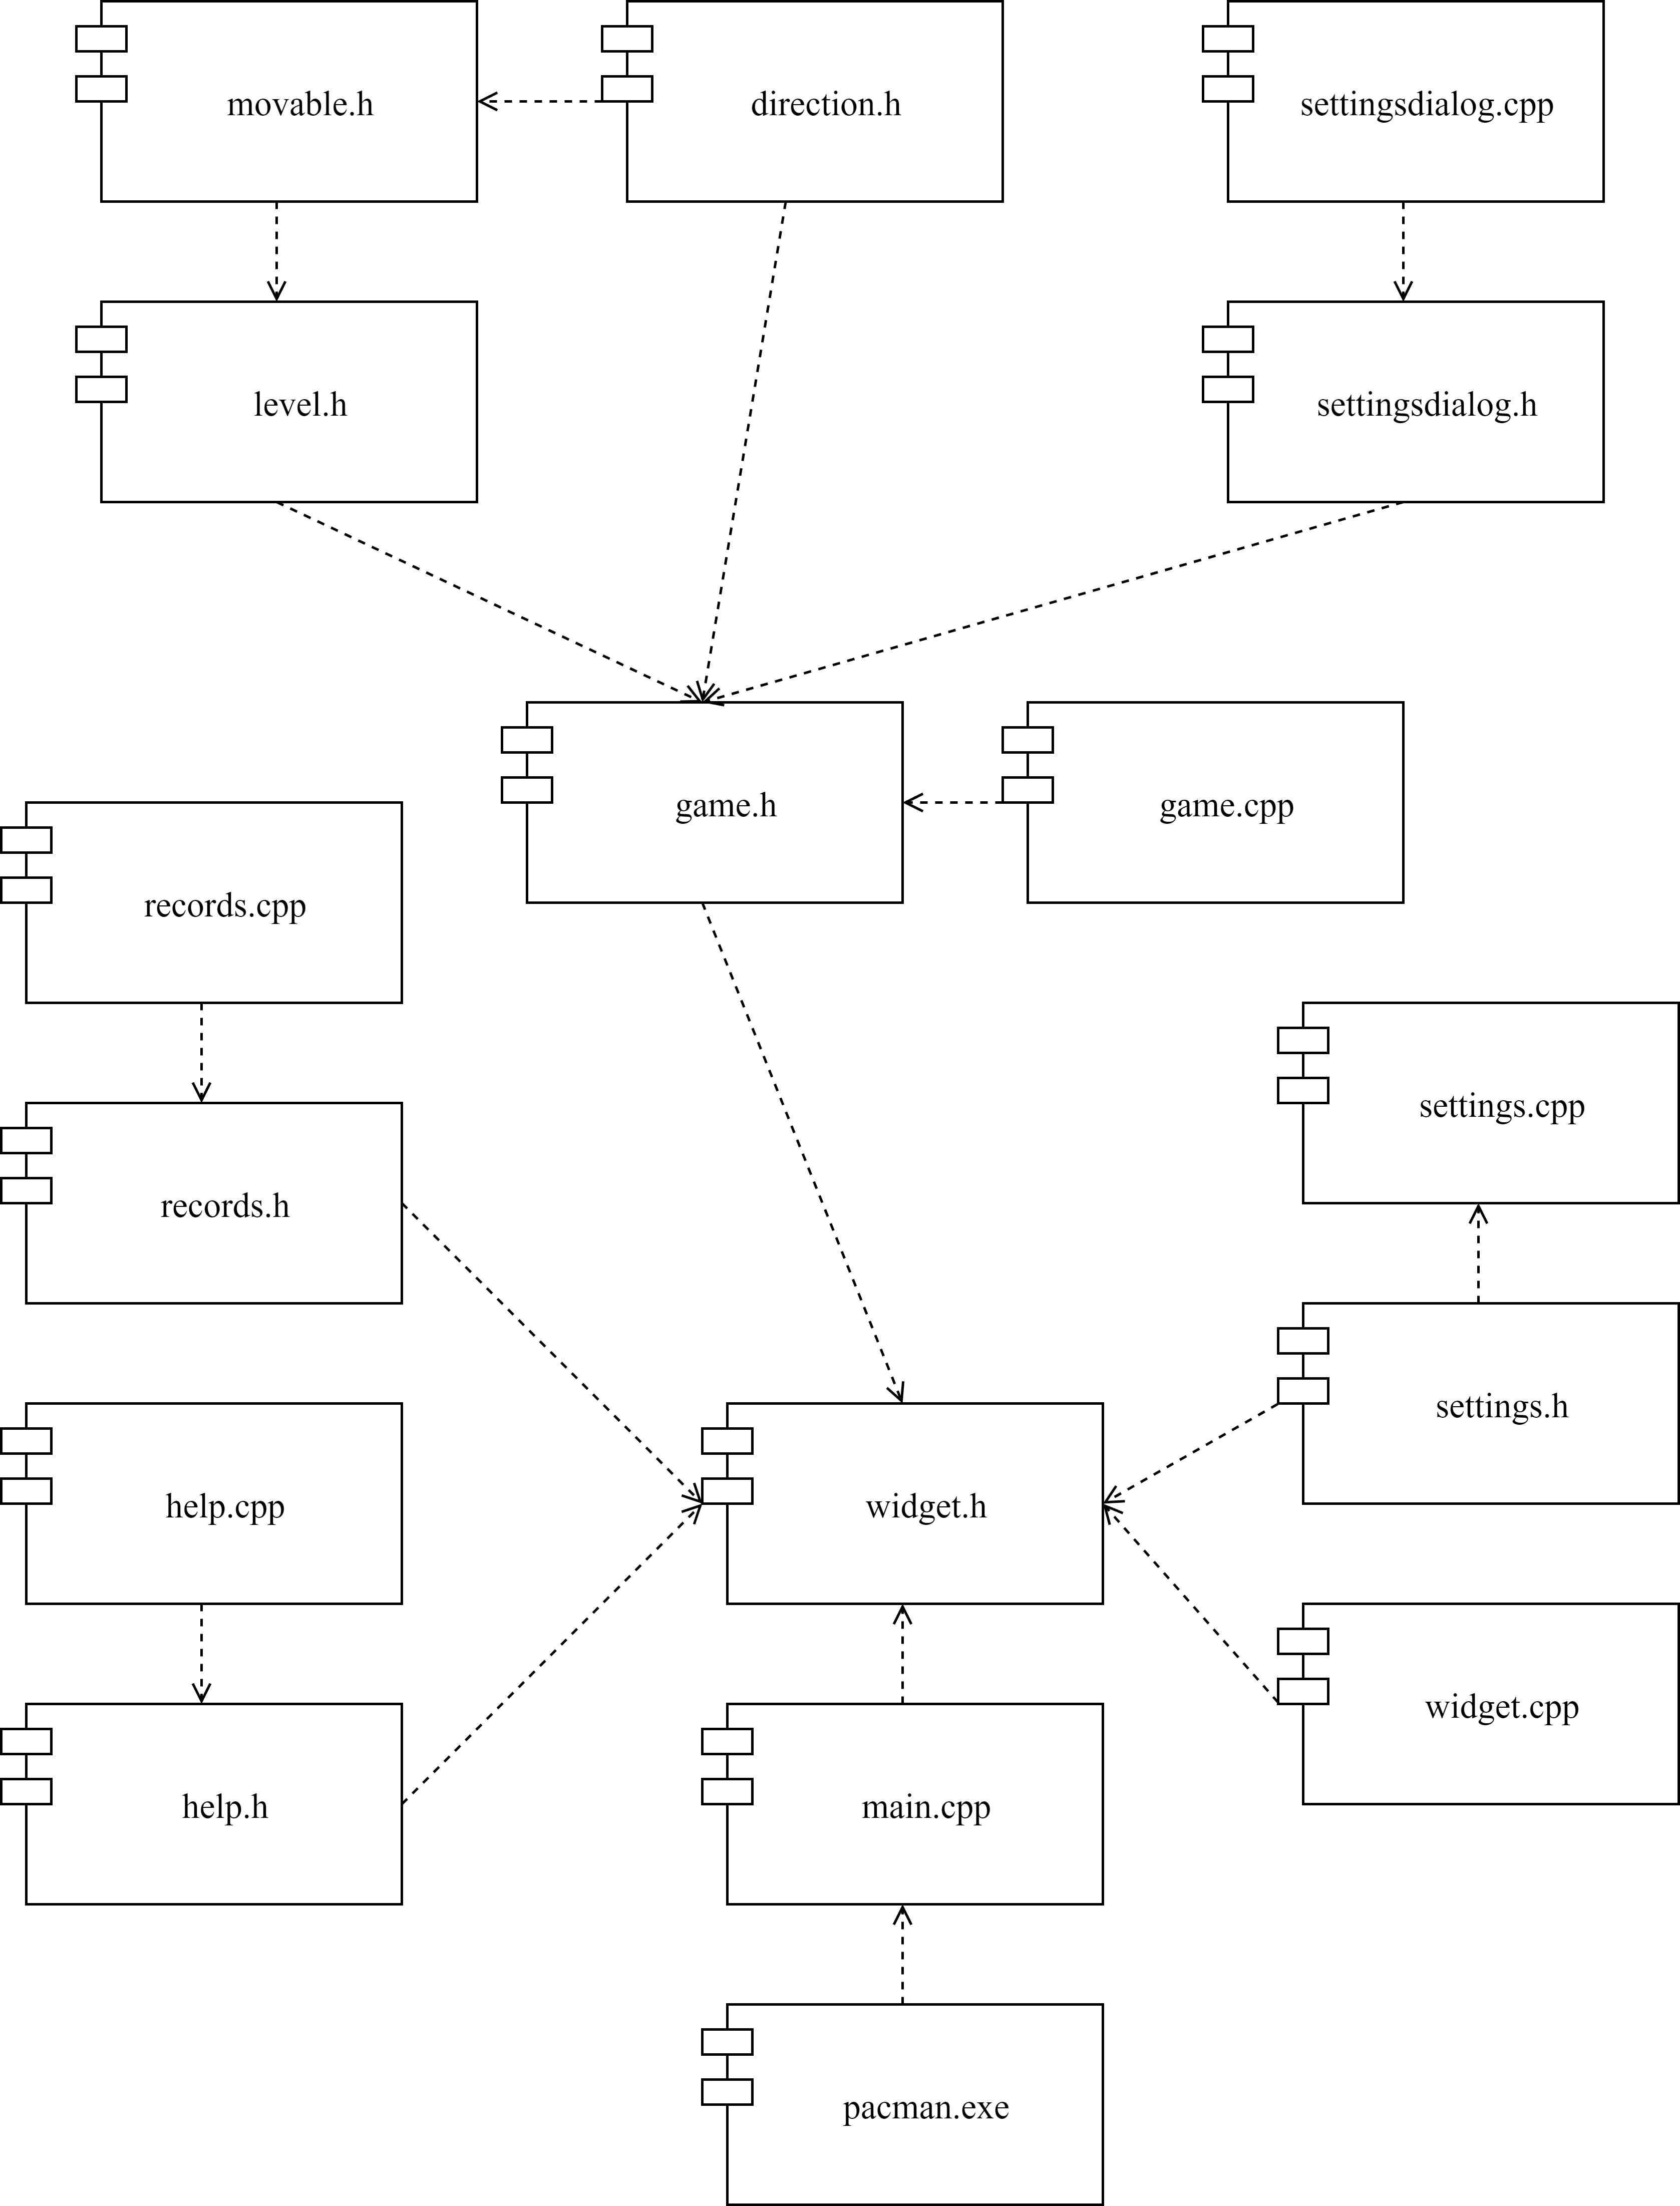 movable.h
direction.h
settingsdialog.cpp
level.h
settingsdialog.h
game.h
game.cpp
records.cpp
settings.cpp
records.h
settings.h
help.cpp
widget.h
widget.cpp
help.h
main.cpp
pacman.exe